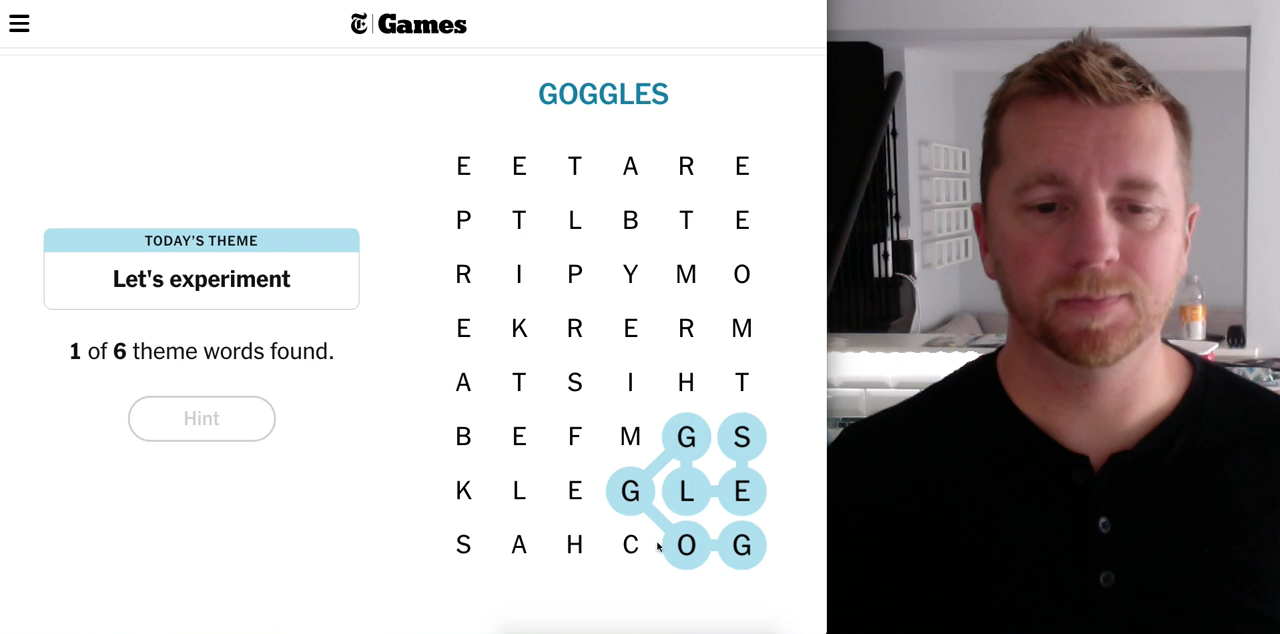 Games
GOGGLES
E E T A R E
P T L B T E
R I P Y M O
E K R E R M
A T S I H T
B E F M G S
K L E G L E
S A H C O G
TODAY'S THEME
Let's experiment
1 of 6 theme words found.
Hint